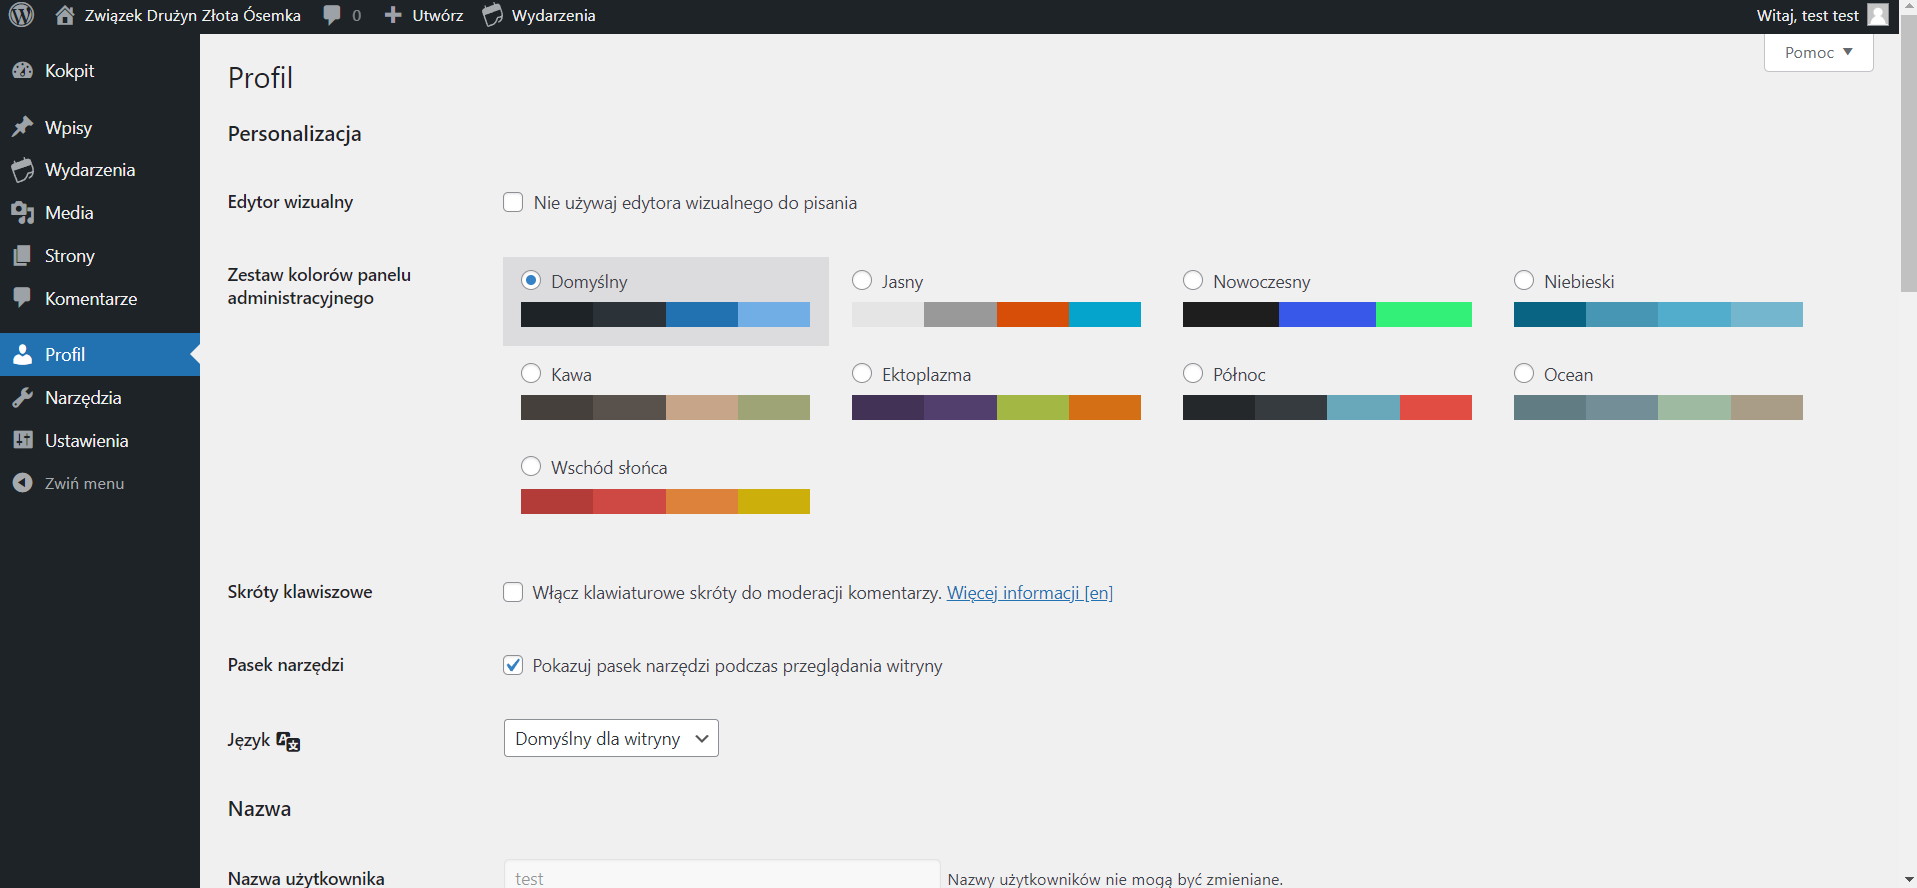 Związek Drużyn Złota Ósemka 0 Utwórz Wydarzenia Witaj, test test
Pomoc
Kokpit
Wpisy
Wydarzenia
Media
Strony
Komentarze
Profil
Narzędzia
Ustawienia
Zwiń menu
Profil
Personalizacja
Edytor wizualny Nie używaj edytora wizualnego do pisania
Zestaw kolorów panelu
administracyjnego
Domyślny Jasny Nowoczesny Niebieski
Kawa Ektoplazma Północ Ocean
Wschód słońca
Skróty klawiszowe Włącz klawiaturowe skróty do moderacji komentarzy. Więcej informacji [en]
Pasek narzędzi Pokazuj pasek narzędzi podczas przeglądania witryny
Język Domyślny dla witryny
Nazwa
Nazwa użytkownika test Nazwy użytkowników nie mogą być zmieniane.